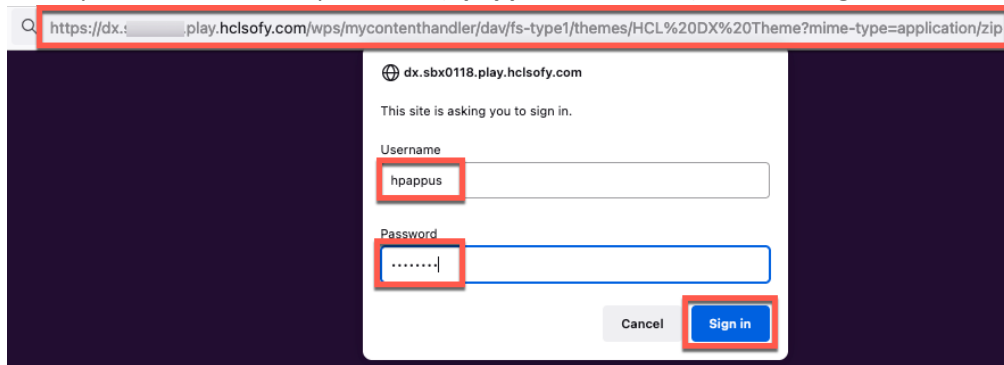 https://dx.s play.hclsofy.com/wps/mycontenthandler/dav/fs-type1/themes/HCL%20DX%20Theme?mime-type=application/zip
dx.sbx0118.play.hclsofy.com
This site is asking you to sign in.
Username
hpappus
Password
••••••••
Cancel Sign in